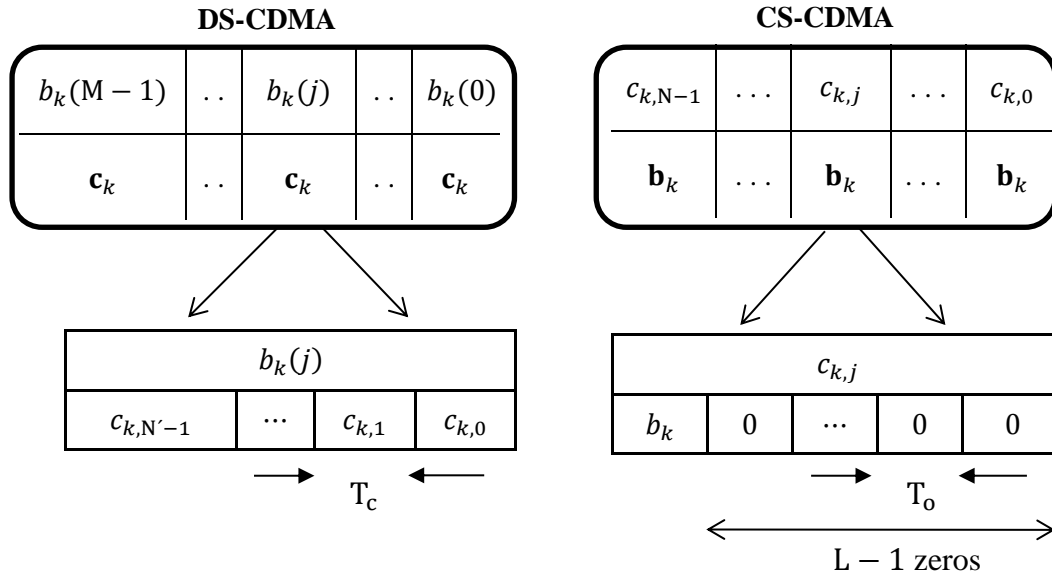 DS-CDMA
b_k(M − 1) . . b_k(j) . . b_k(0)
𝐜_k . . 𝐜_k . . 𝐜_k
b_k(j)
c_{k,N′−1} ⋯ c_{k,1} c_{k,0}
T_c
CS-CDMA
c_{k,N−1} . . . c_{k,j} . . . c_{k,0}
𝐛_k . . . 𝐛_k . . . 𝐛_k
c_{k,j}
b_k 0 ⋯ 0 0
T_o
L − 1 zeros